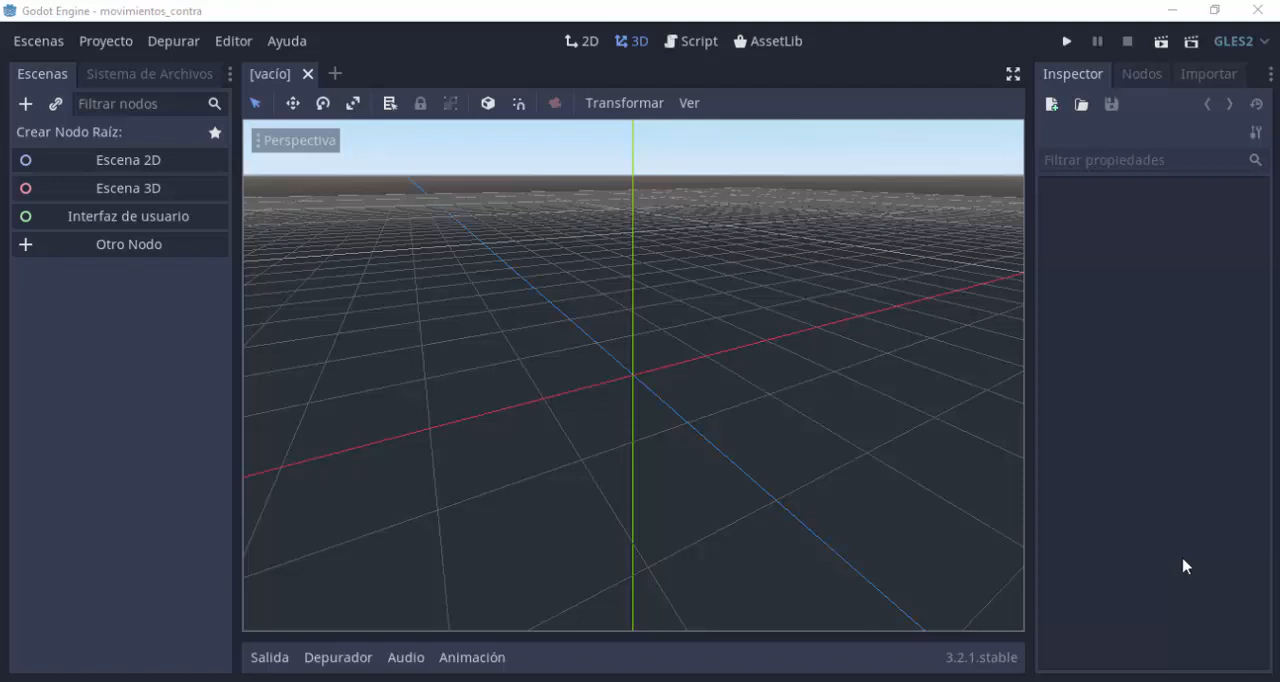 Godot Engine - movimientos_contra
Escenas Proyecto Depurar Editor Ayuda 2D 3D Script AssetLib GLES2
Escenas Sistema de Archivos [vacío] Inspector Nodos Importar
Filtrar nodos Transformar Ver
Crear Nodo Raíz:
Perspectiva
Escena 2D
Filtrar propiedades
Escena 3D
Interfaz de usuario
Otro Nodo
Salida Depurador Audio Animación 3.2.1.stable